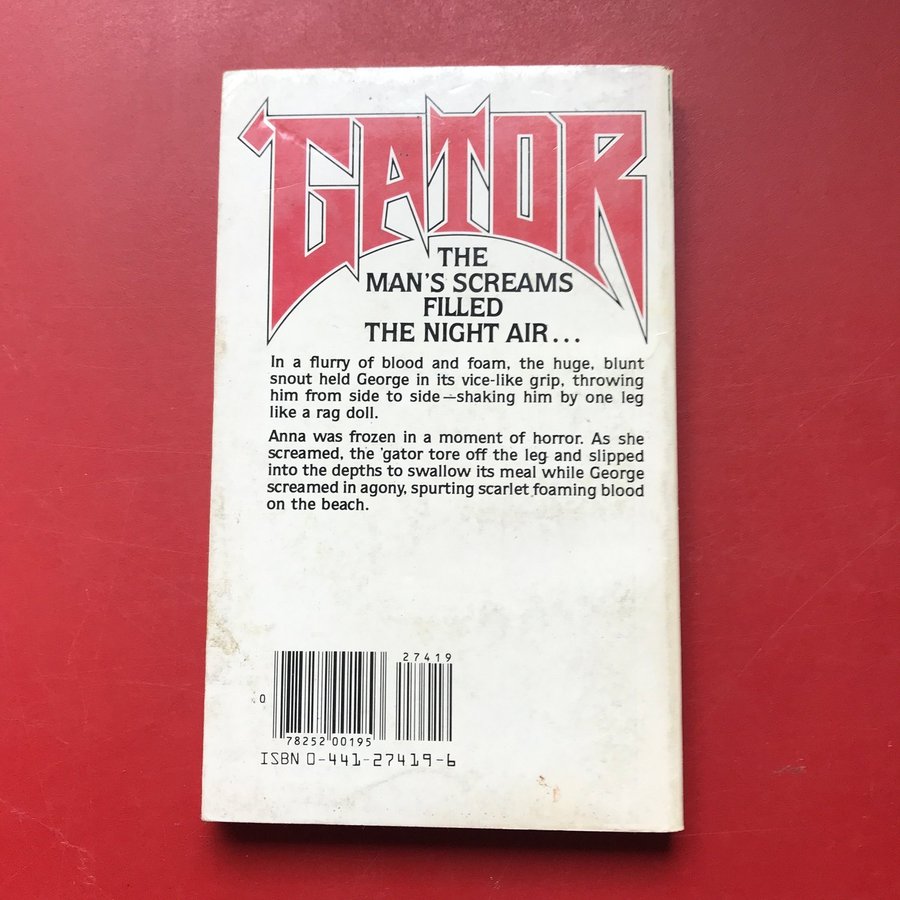 'GATOR
THE
MAN'S SCREAMS
FILLED
THE NIGHT AIR...
In a flurry of blood and foam, the huge, blunt
snout held George in its vice-like grip, throwing
him from side to side—shaking him by one leg
like a rag doll.
Anna was frozen in a moment of horror. As she
screamed, the 'gator tore off the leg and slipped
into the depths to swallow its meal while George
screamed in agony, spurting scarlet foaming blood
on the beach.
27419
0
78252 00195
ISBN 0-441-27419-6